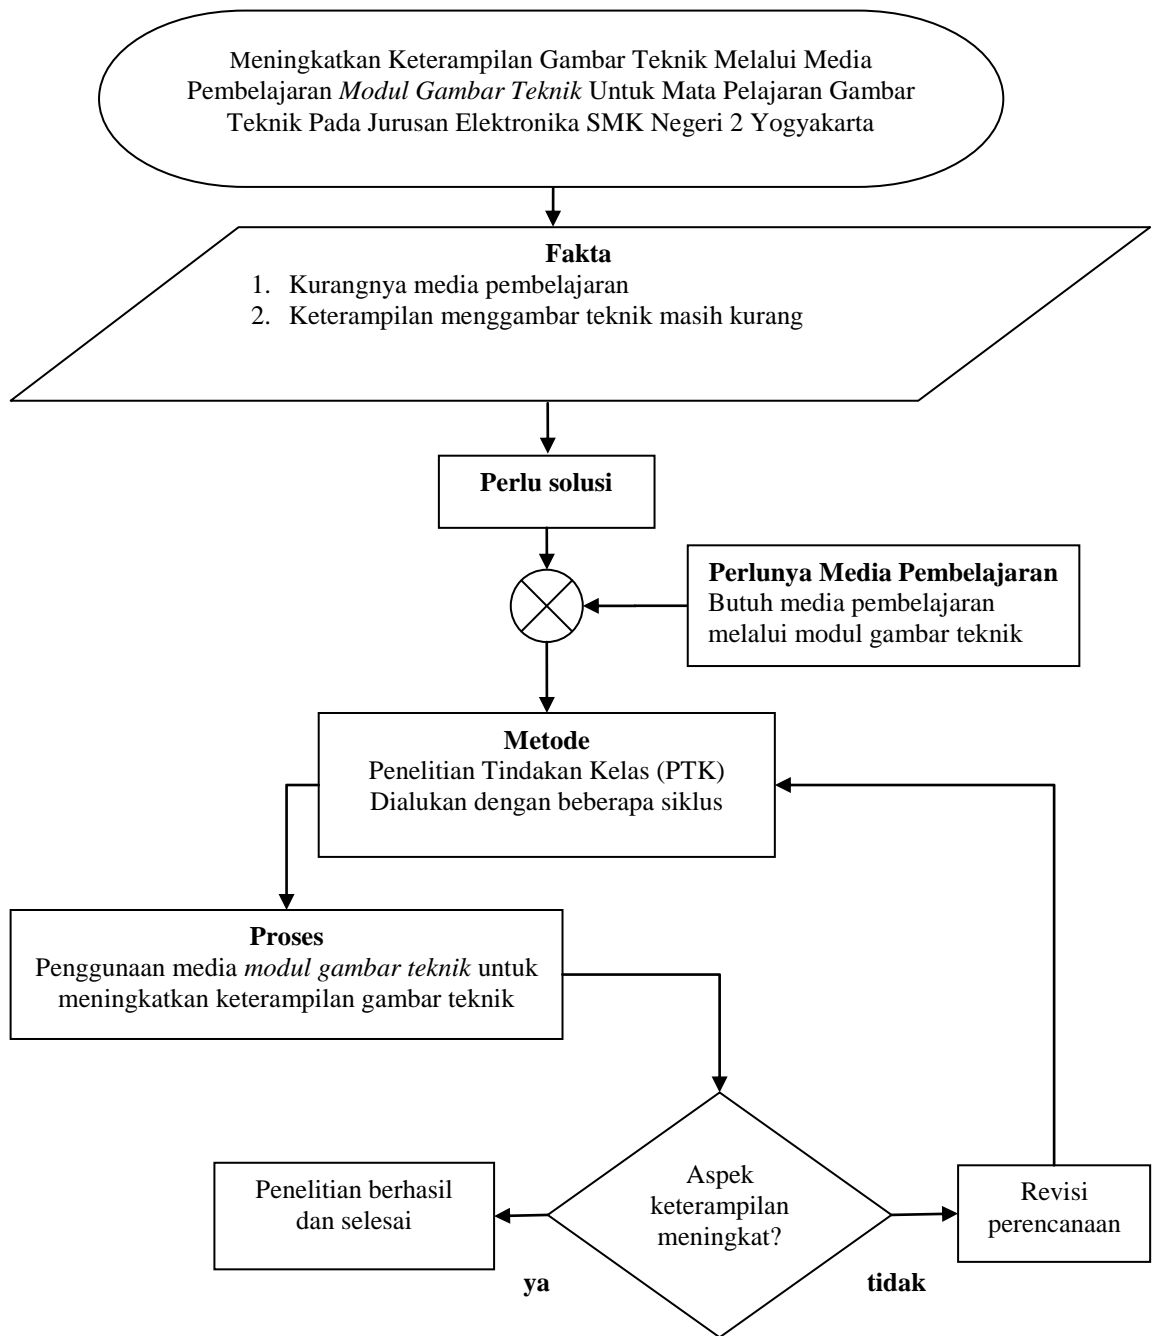 Meningkatkan Keterampilan Gambar Teknik Melalui Media
Pembelajaran Modul Gambar Teknik Untuk Mata Pelajaran Gambar
Teknik Pada Jurusan Elektronika SMK Negeri 2 Yogyakarta
Fakta
1. Kurangnya media pembelajaran
2. Keterampilan menggambar teknik masih kurang
Perlu solusi
Perlunya Media Pembelajaran
Butuh media pembelajaran
melalui modul gambar teknik
Metode
Penelitian Tindakan Kelas (PTK)
Dialukan dengan beberapa siklus
Proses
Penggunaan media modul gambar teknik untuk
meningkatkan keterampilan gambar teknik
Aspek
keterampilan
meningkat?
Penelitian berhasil
dan selesai
Revisi
perencanaan
ya
tidak